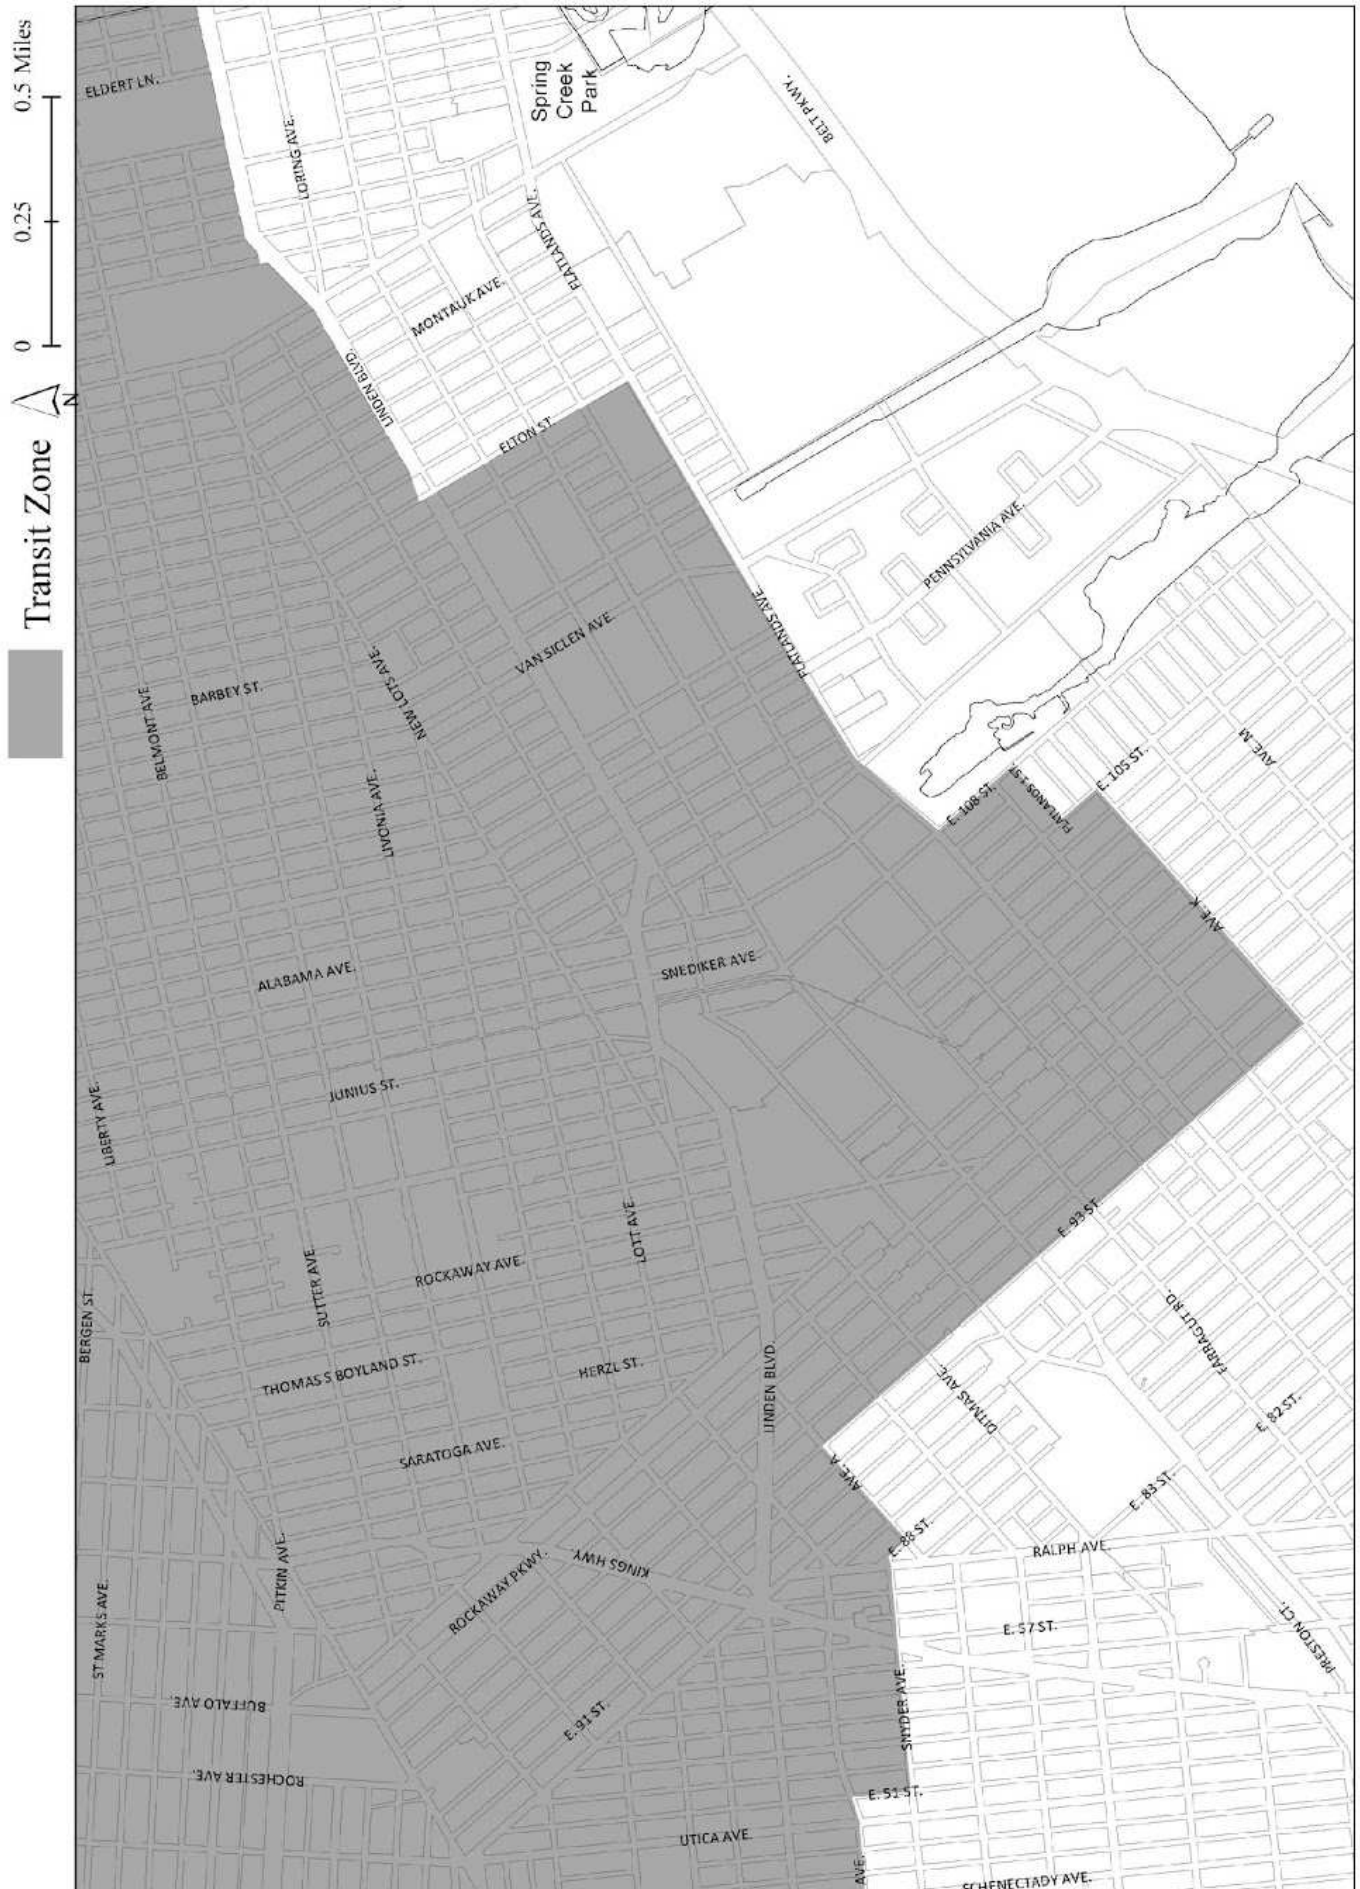 Transit Zone
N
0 0.25 0.5 Miles
ELDERT LN.
LORING AVE.
Spring
Creek
Park
BELT PKWY.
FLATLANDS AVE.
MONTAUK AVE.
LINDEN BLVD.
ELTON ST.
PENNSYLVANIA AVE.
VAN SICLEN AVE.
FLATLANDS AVE.
NEW LOTS AVE.
BARBEY ST.
BELMONT AVE.
LIVONIA AVE.
E. 108 ST.
FLATLANDS 1 ST.
E. 105 ST.
AVE. M
AVE. K
SNEDIKER AVE.
ALABAMA AVE.
JUNIUS ST.
LIBERTY AVE.
LOTT AVE.
ROCKAWAY AVE.
SUTTER AVE.
E. 93 ST.
BERGEN ST.
THOMAS S BOYLAND ST.
HERZL ST.
LINDEN BLVD.
FARRAGUT RD.
DITMAS AVE.
E. 82 ST.
SARATOGA AVE.
AVE. A
E. 83 ST.
E. 88 ST.
RALPH AVE.
PITKIN AVE.
ROCKAWAY PKWY.
KINGS HWY.
ST MARKS AVE.
E. 57 ST.
PRESTON CT.
BUFFALO AVE.
E. 91 ST.
SNYDER AVE.
ROCHESTER AVE.
E. 51 ST.
UTICA AVE.
AVE.
SCHENECTADY AVE.